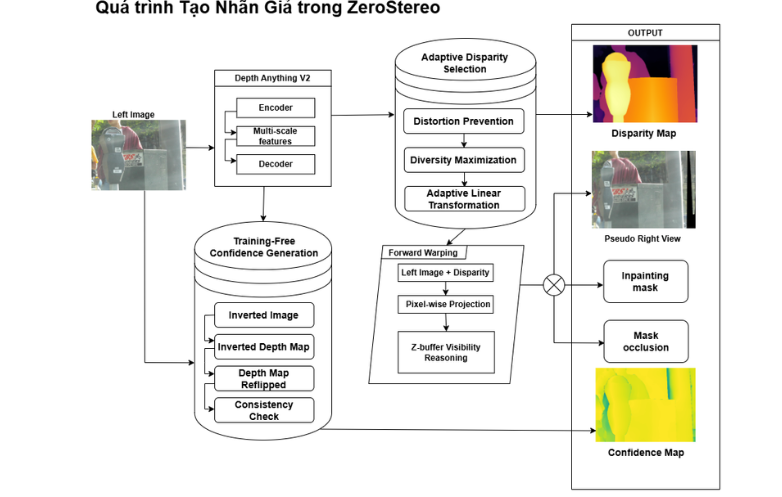 Quá trình Tạo Nhãn Giá trong ZeroStereo
OUTPUT
Adaptive Disparity
Selection
Depth Anything V2
Left Image
Encoder
Multi-scale
features
Decoder
Distortion Prevention
Diversity Maximization
Adaptive Linear
Transformation
Disparity Map
Pseudo Right View
Training-Free
Confidence Generation
Forward Warping
Left Image + Disparity
Pixel-wise Projection
Z-buffer Visibility
Reasoning
Inpainting
mask
Inverted Image
Inverted Depth Map
Depth Map
Reflipped
Consistency
Check
Mask
occlusion
Confidence Map